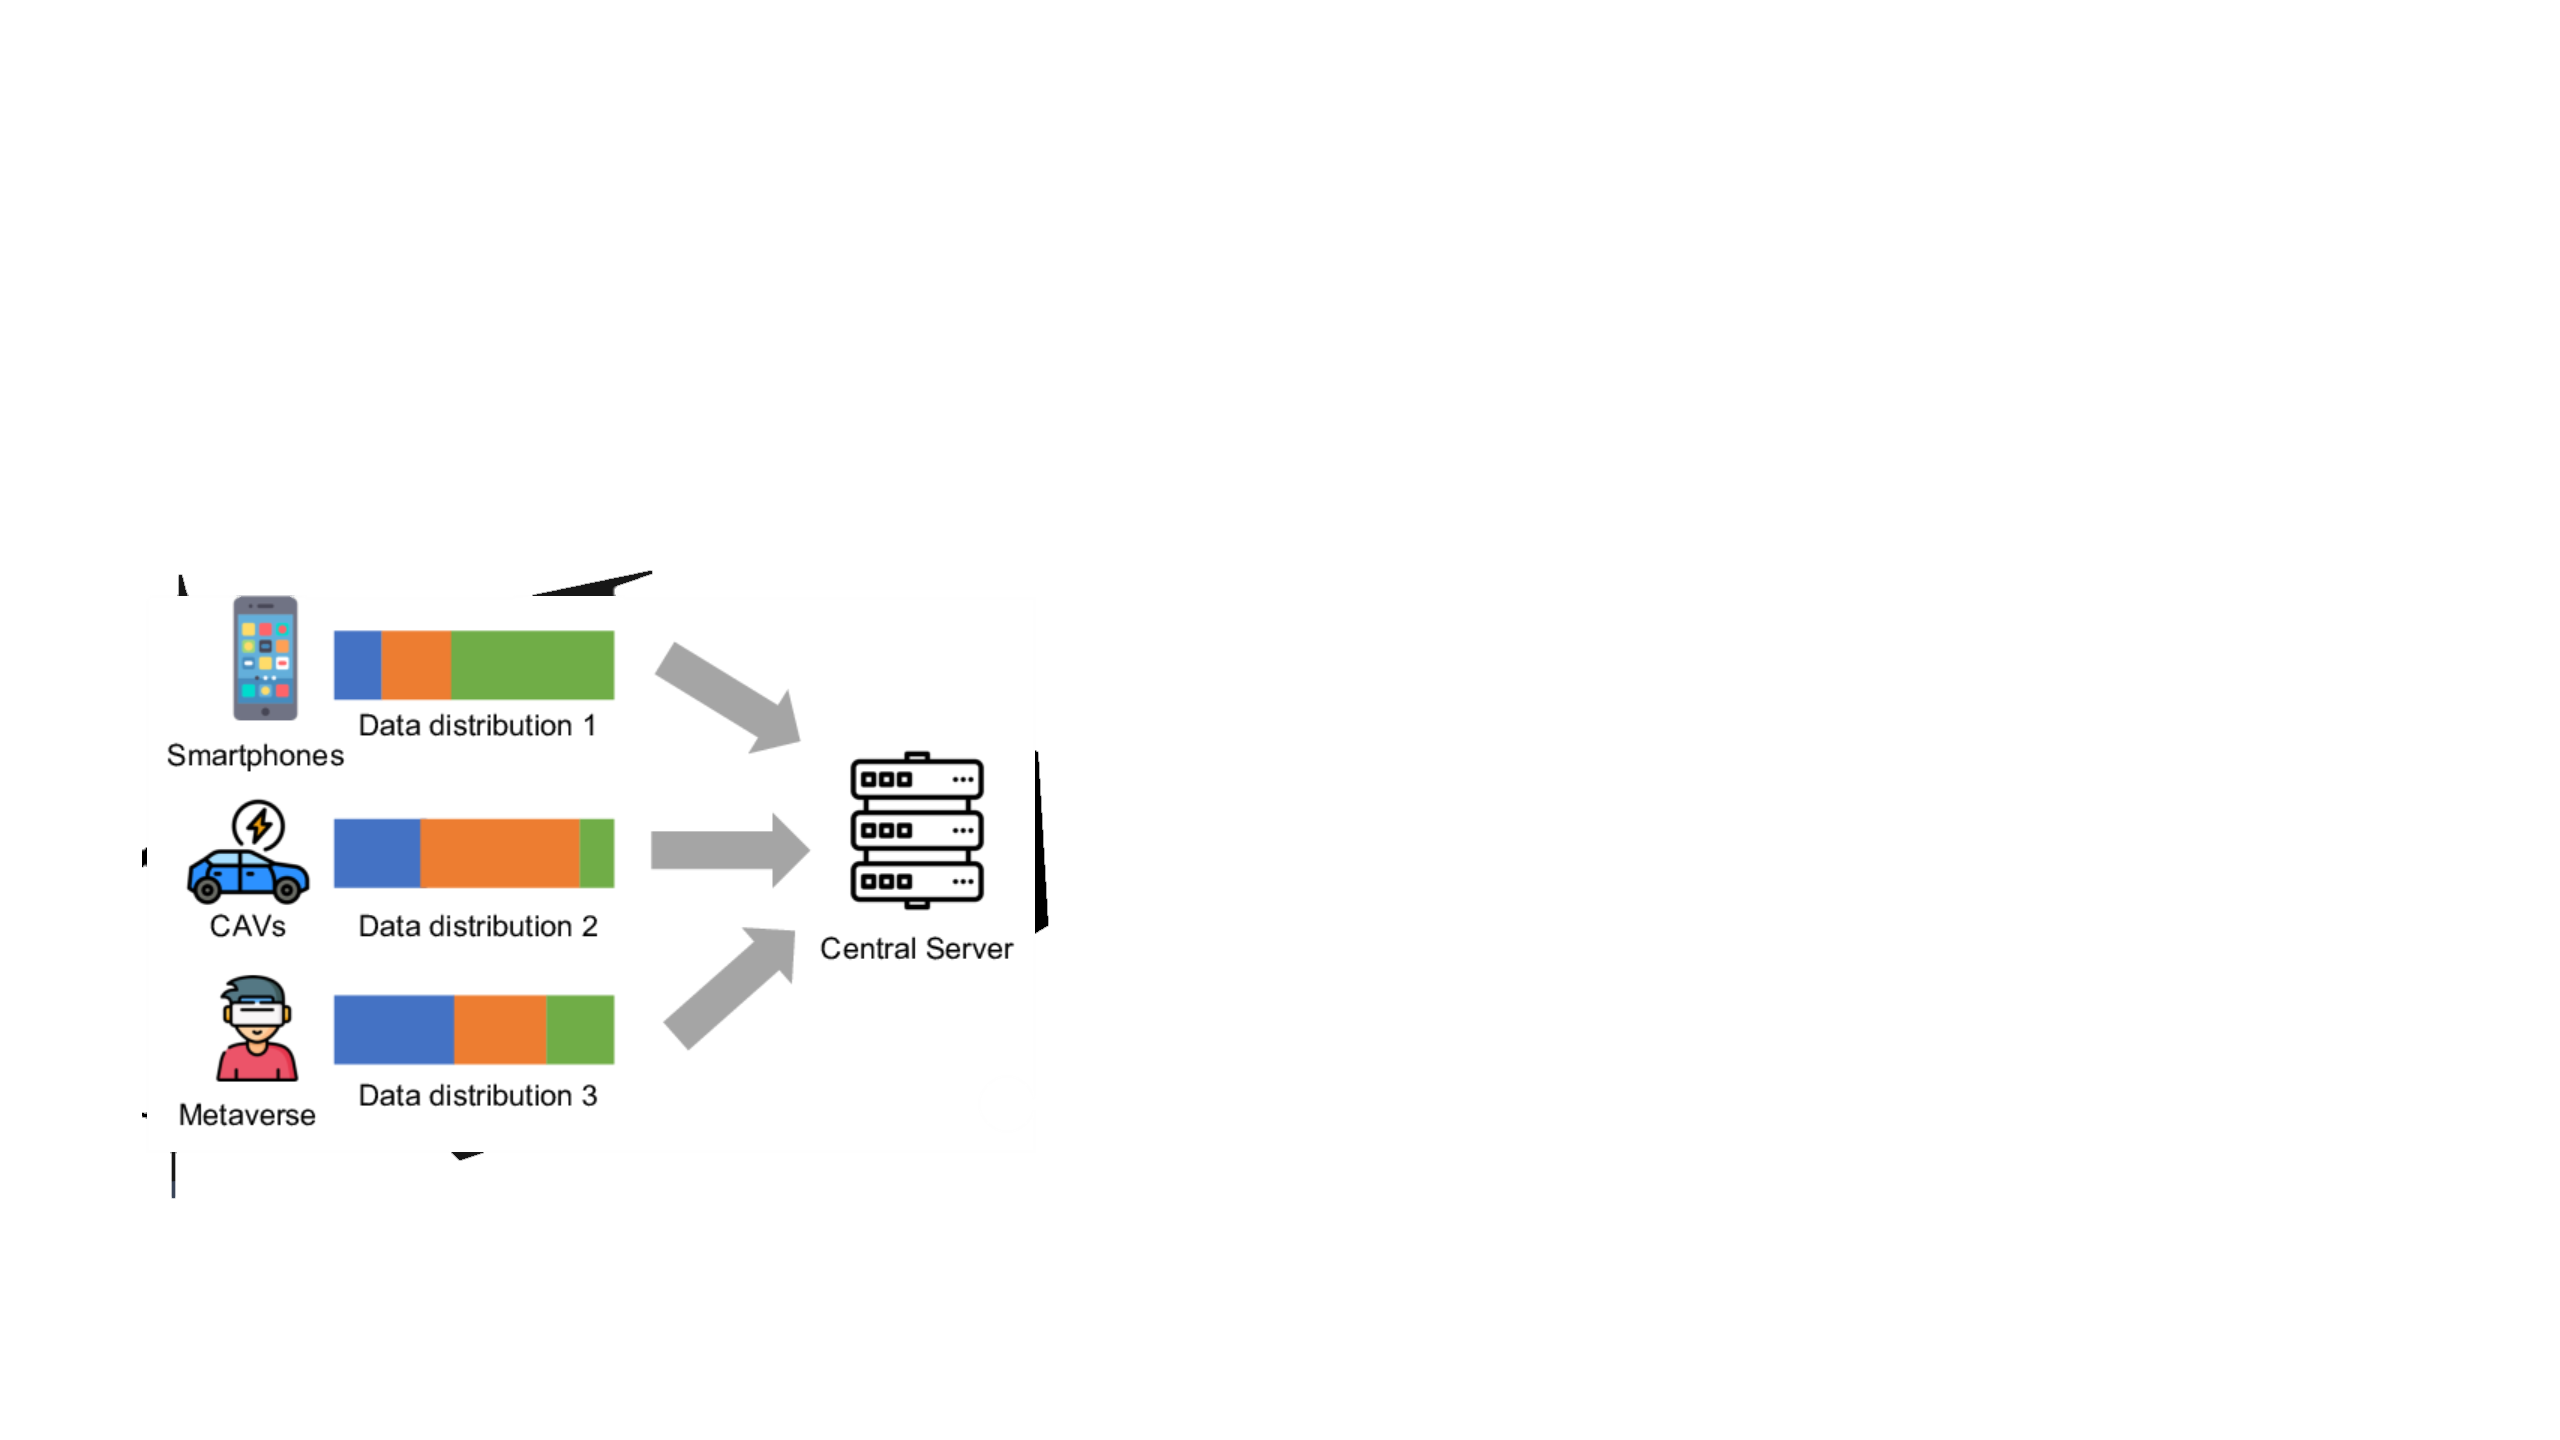 Data distribution 1
Smartphones
CAVs
Data distribution 2
Central Server
Data distribution 3
Metaverse